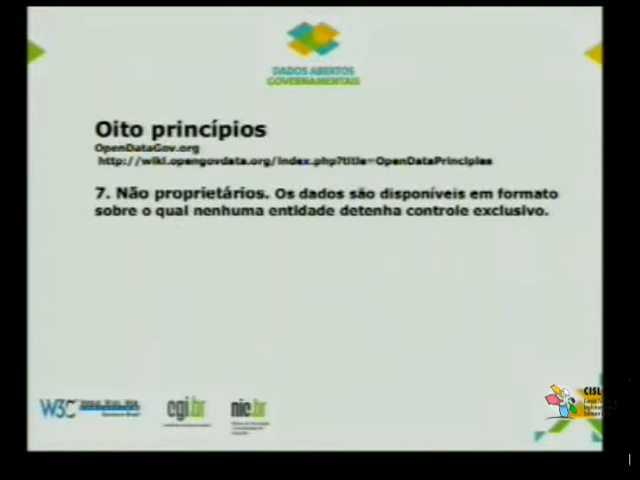 DADOS ABERTOS
GOVERNAMENTAIS
Oito princípios
OpenDataGov.org
http://wiki.opengovdata.org/index.php?title=OpenDataPrinciples
7. Não proprietários. Os dados são disponíveis em formato
sobre o qual nenhuma entidade detenha controle exclusivo.
W3C
cgi.br
nic.br
CISL